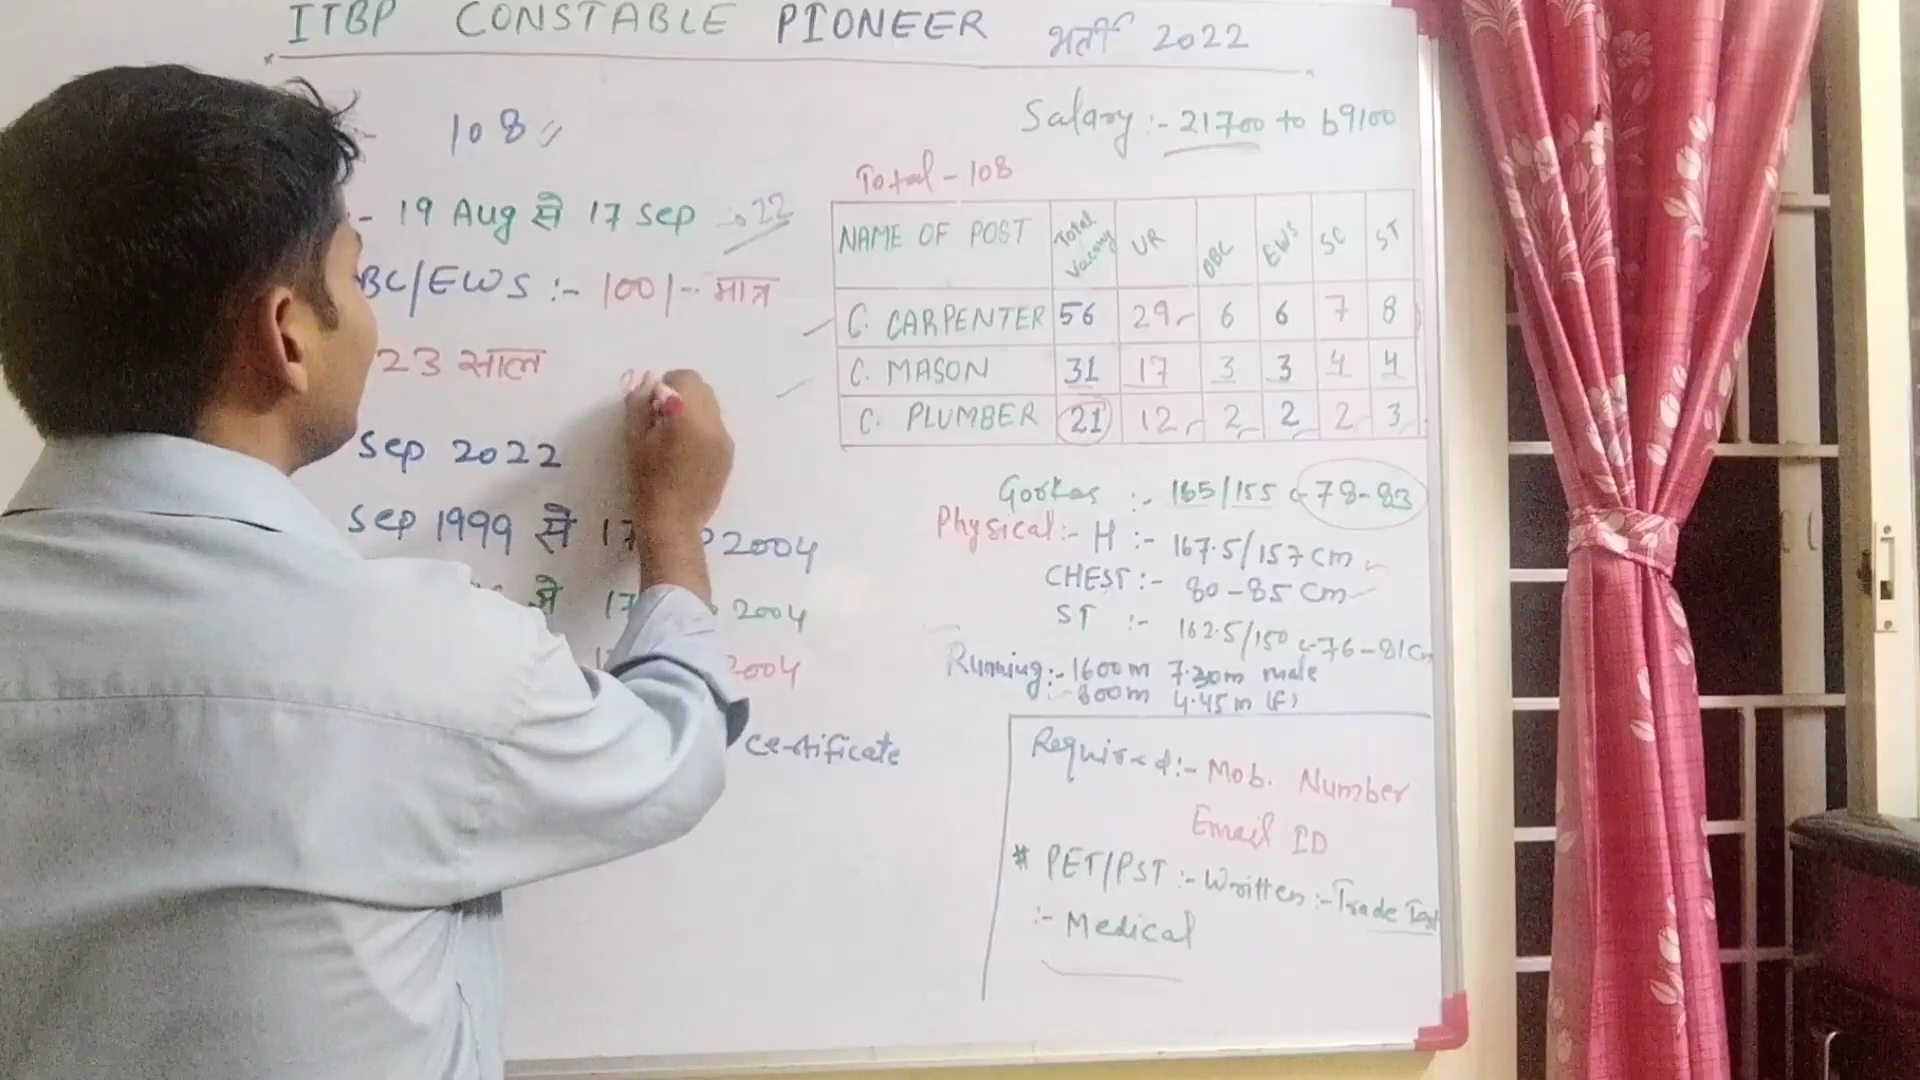 ITBP CONSTABLE PIONEER भर्ती 2022
:- 108
:- 19 Aug से 17 Sep 22
BC/EWS :- 100/- मात्र
23 साल
Sep 2022
Sep 1999 से 17 2004
से 17 2004
2004
certificate
Salary :- 21700 to 69100
Total - 108
NAME OF POST Total Vacancy UR OBC EWS SC ST
C. CARPENTER 56 29 6 6 7 8
C. MASON 31 17 3 3 4 4
C. PLUMBER 21 12 2 2 2 3
Gorkas :- 165/155 78-83
Physical :- H :- 167.5/157 cm
CHEST :- 80-85 cm
ST :- 162.5/150 76-81 cm
Running :- 1600m 7.30m male
:- 800m 4.45m (F)
Required :- Mob. Number
Email ID
* PET/PST :- Written :- Trade Test
:- Medical